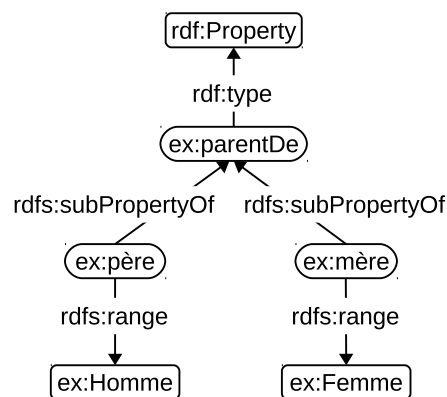 rdf:Property
rdf:type
ex:parentDe
rdfs:subPropertyOf rdfs:subPropertyOf
ex:père ex:mère
rdfs:range rdfs:range
ex:Homme ex:Femme